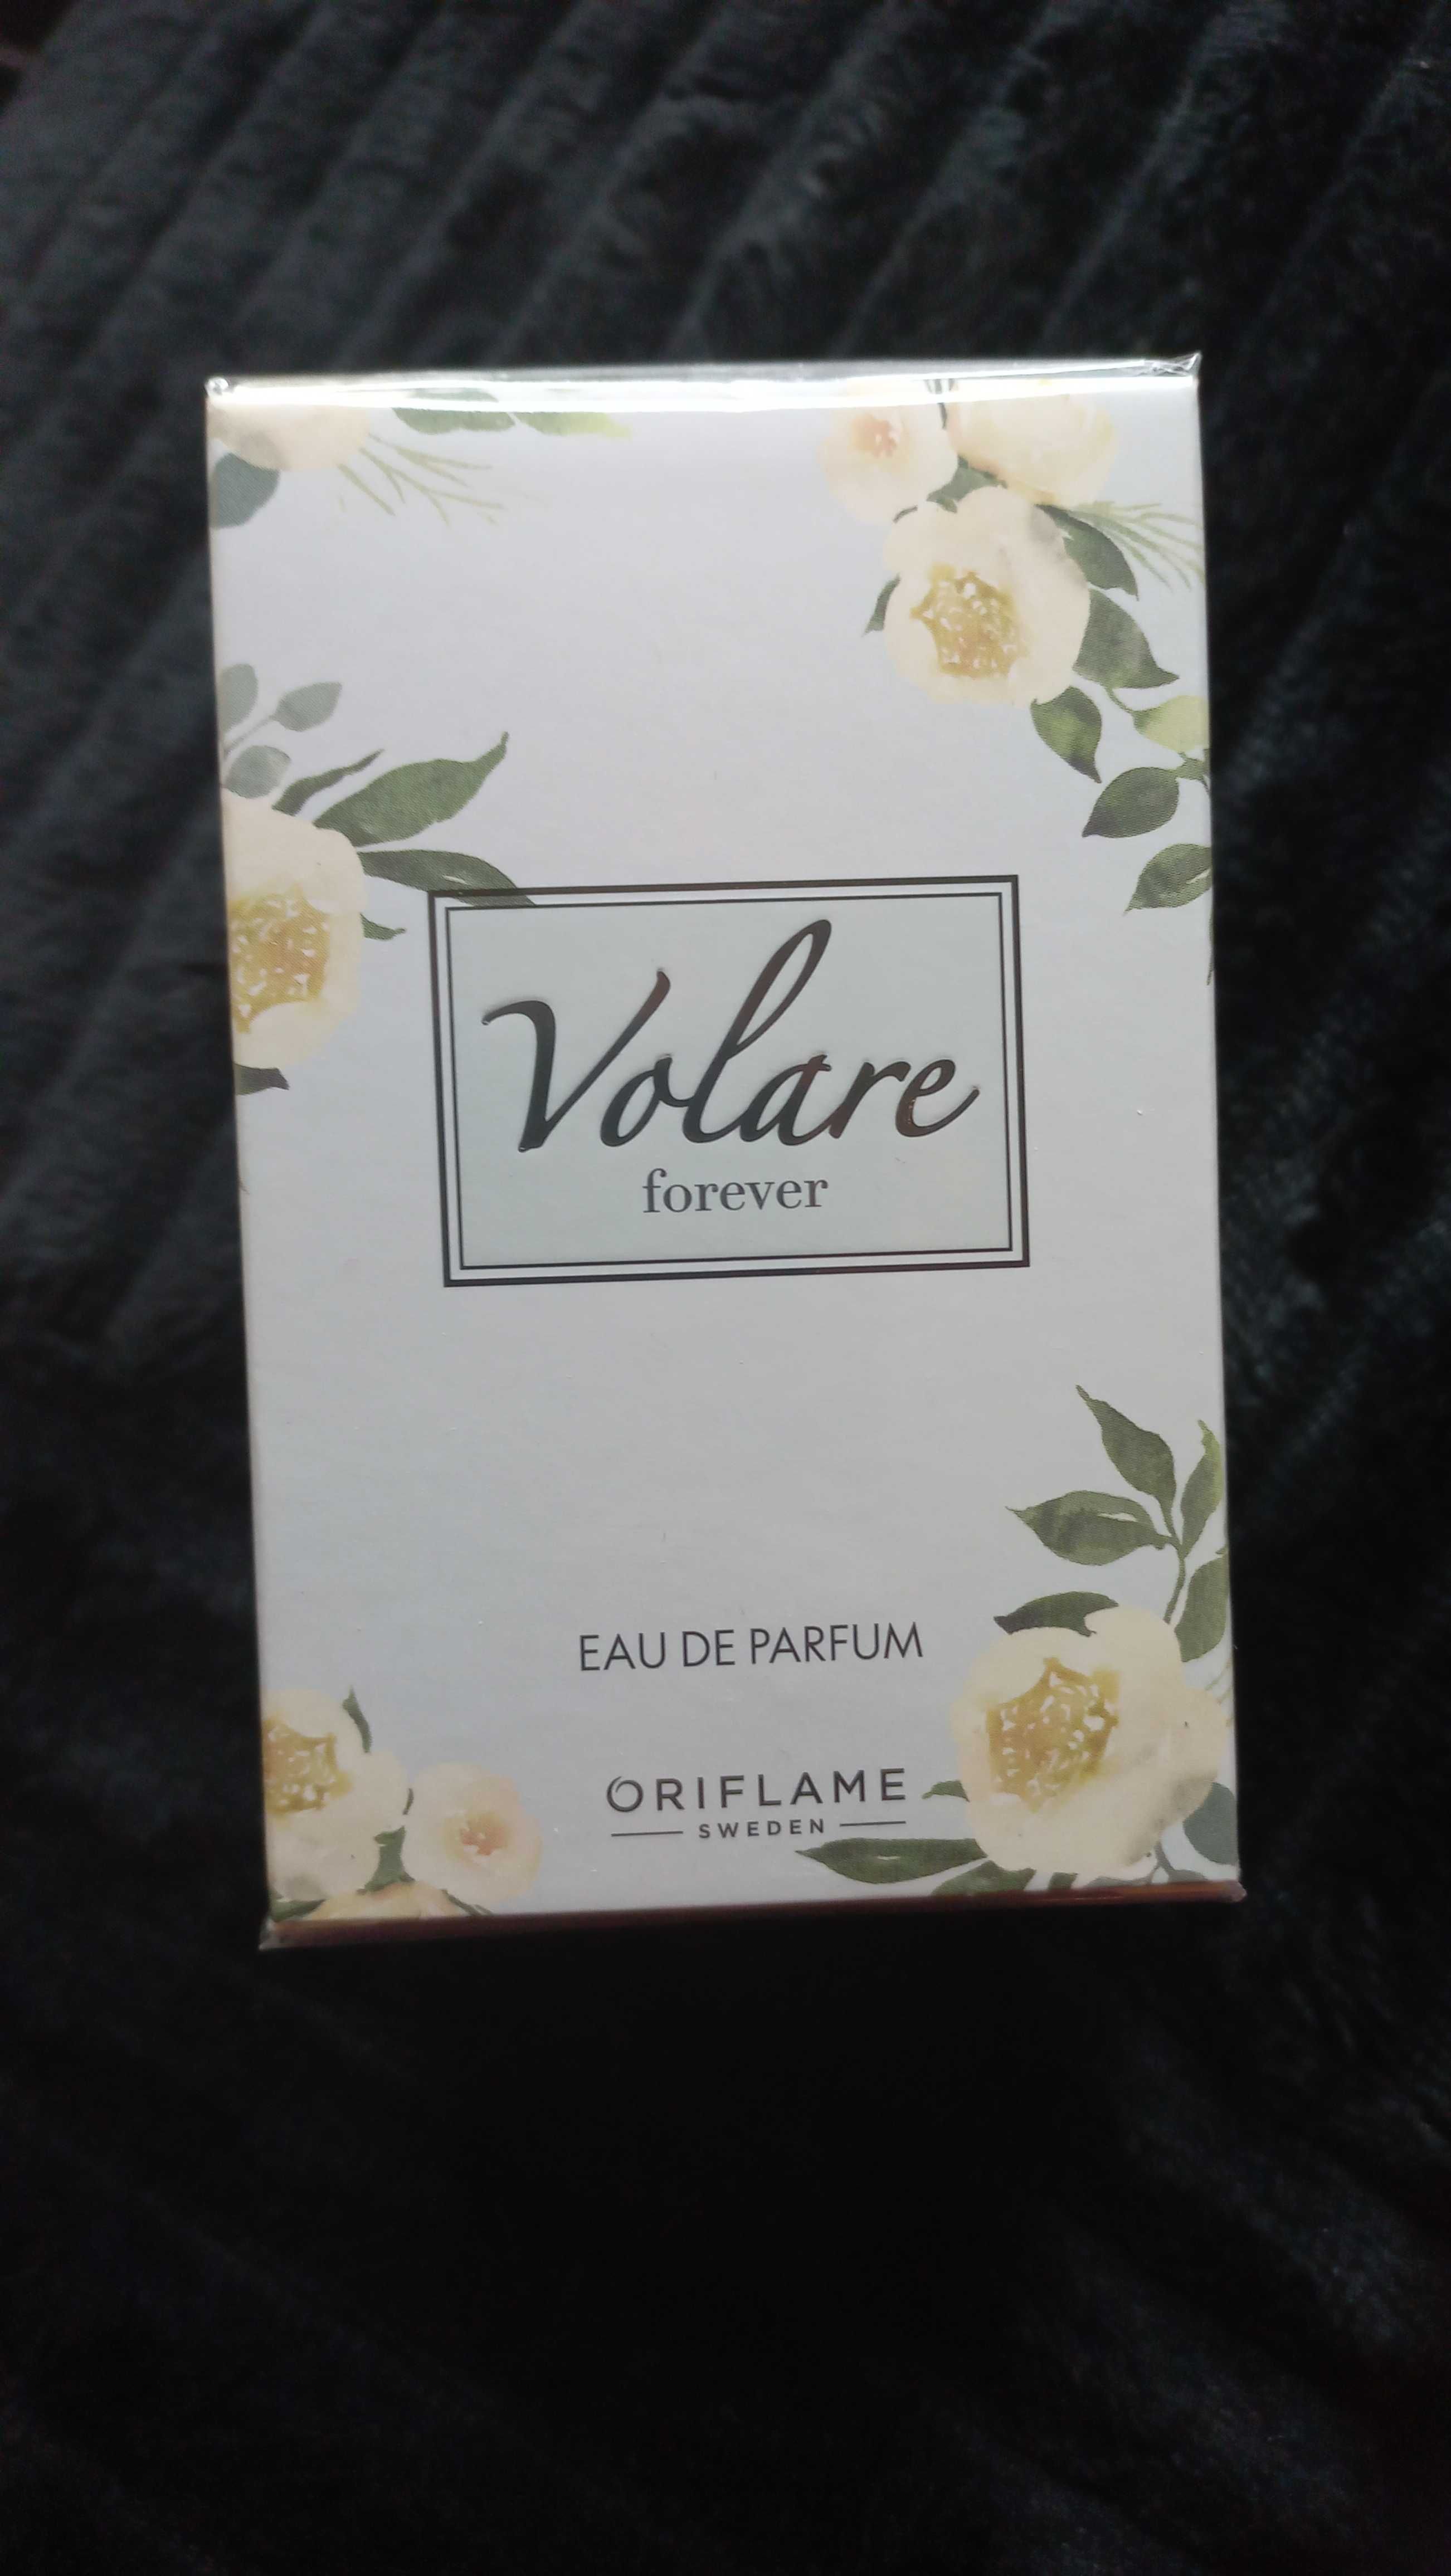 Volare
forever
EAU DE PARFUM
ORIFLAME
SWEDEN